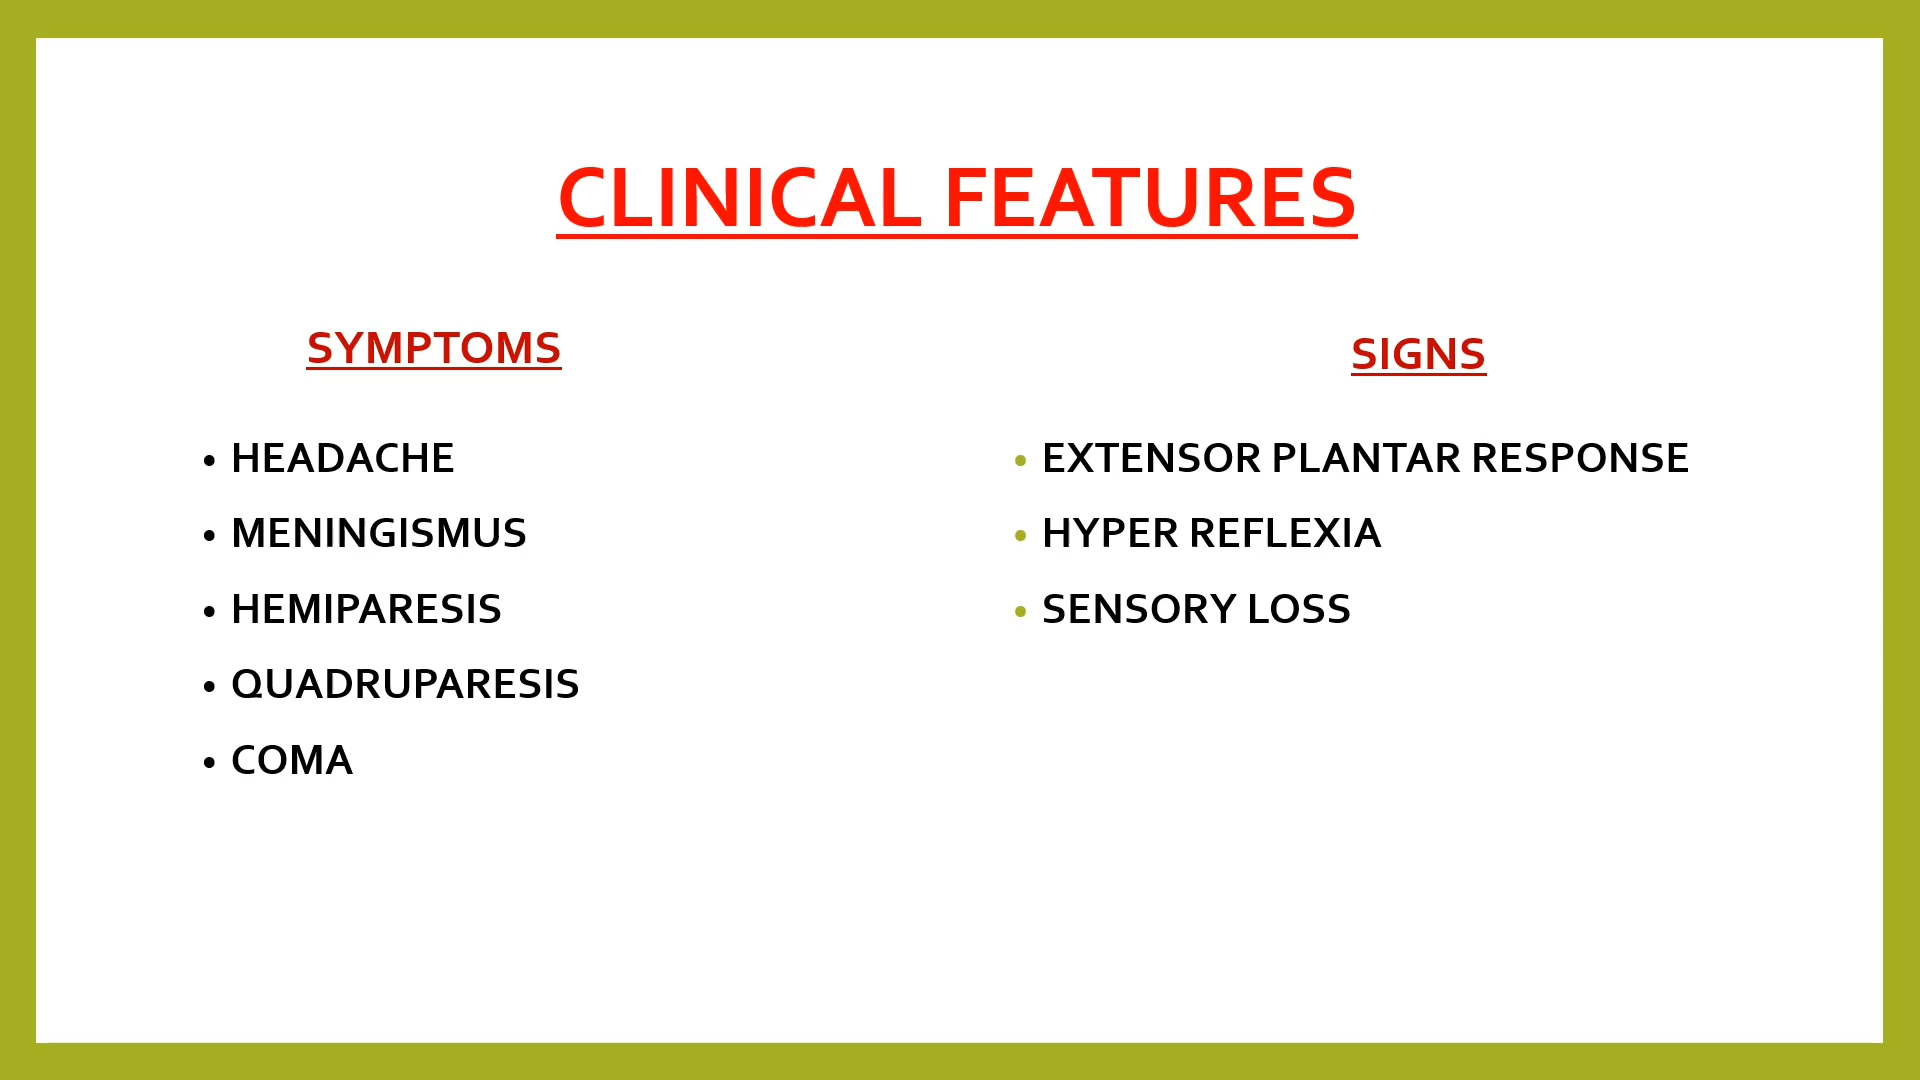 CLINICAL FEATURES
SYMPTOMS
• HEADACHE
• MENINGISMUS
• HEMIPARESIS
• QUADRUPARESIS
• COMA
SIGNS
• EXTENSOR PLANTAR RESPONSE
• HYPER REFLEXIA
• SENSORY LOSS